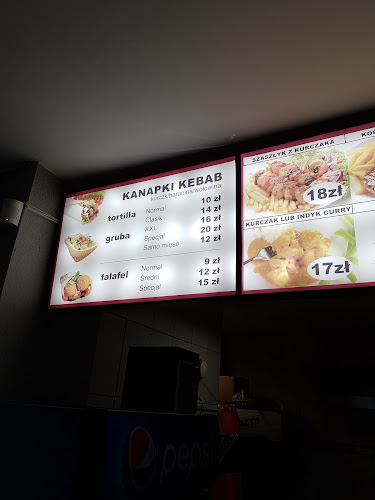 KANAPKI KEBAB
kurczk/baranina/wołowina
tortilla Normal 10 zł
Clasik 14 zł
gruba XXL 16 zł
Specjal 20 zł
Samo mięso 12 zł
falafel Normal 9 zł
Średni 12 zł
Specjal 15 zł
SZASZŁYK Z KURCZAKA
18zł
KURCZAK LUB INDYK CURRY
17zł
pepsi